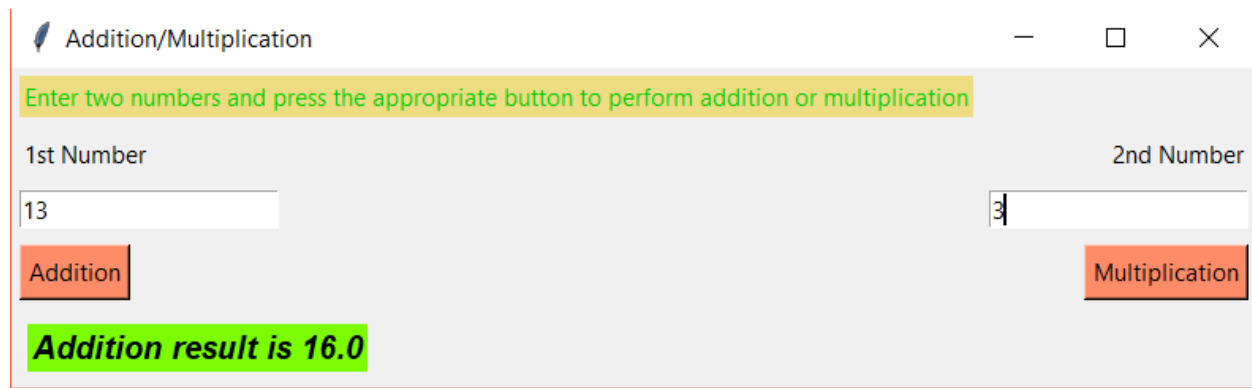 Addition/Multiplication
Enter two numbers and press the appropriate button to perform addition or multiplication
1st Number 2nd Number
13 3
Addition Multiplication
Addition result is 16.0